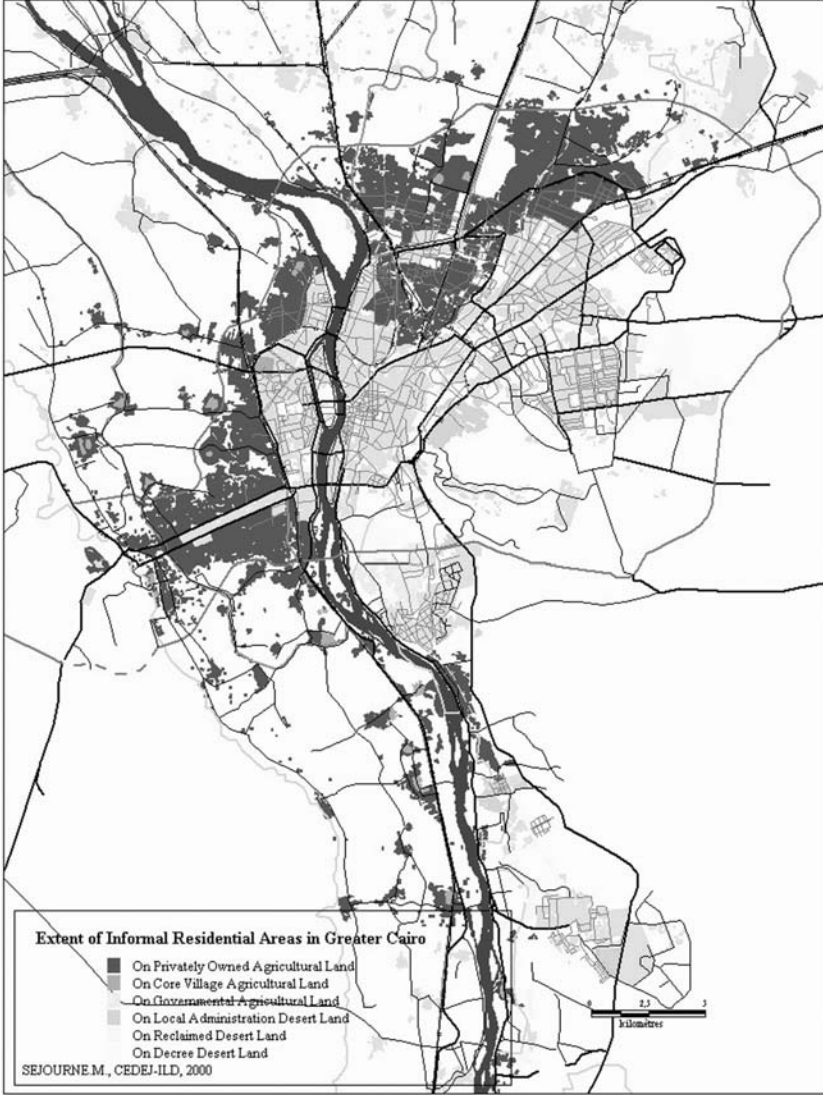 Extent of Informal Residential Areas in Greater Cairo
On Privately Owned Agricultural Land
On Core Village Agricultural Land
On Governmental Agricultural Land
On Local Administration Desert Land
On Reclaimed Desert Land
On Decree Desert Land
SEJOURNE.M., CEDEJ-ILD, 2000
0 2,5 5
kilométres